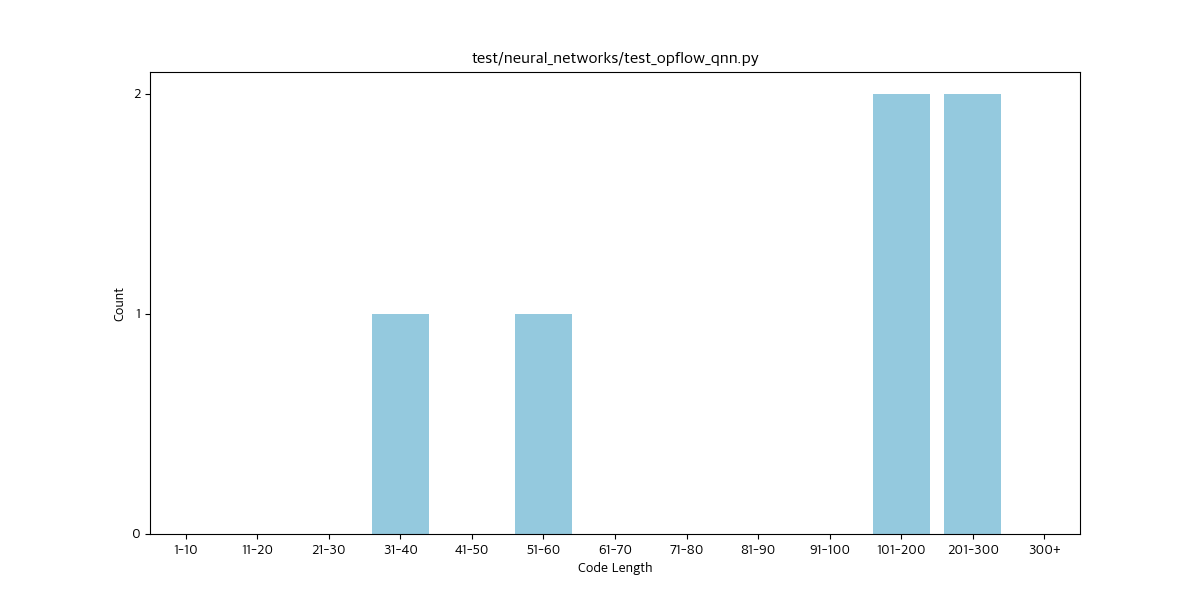 test/neural_networks/test_opflow_qnn.py
Count
2
1
0
1-10 11-20 21-30 31-40 41-50 51-60 61-70 71-80 81-90 91-100 101-200 201-300 300+
Code Length